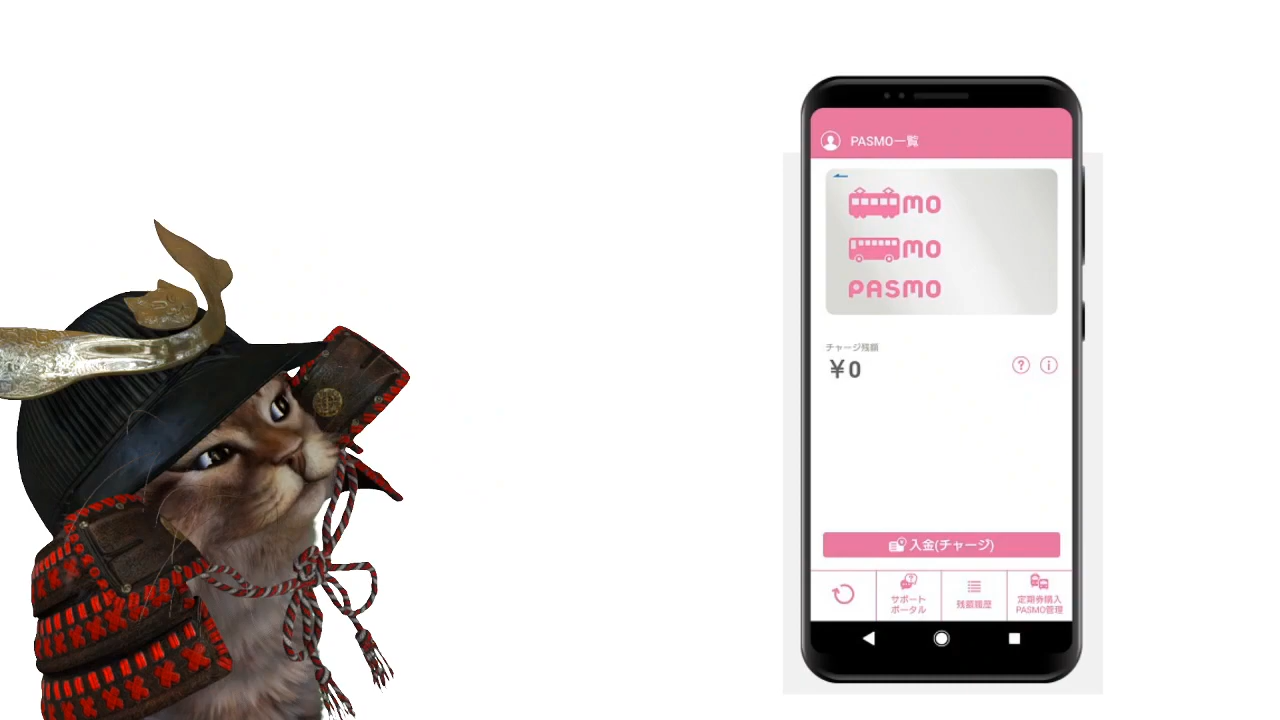 PASMO一覧
mo
mo
PASMO
チャージ残額
¥0
?
i
入金(チャージ)
サポート
ポータル
残額履歴
定期券購入
PASMO管理